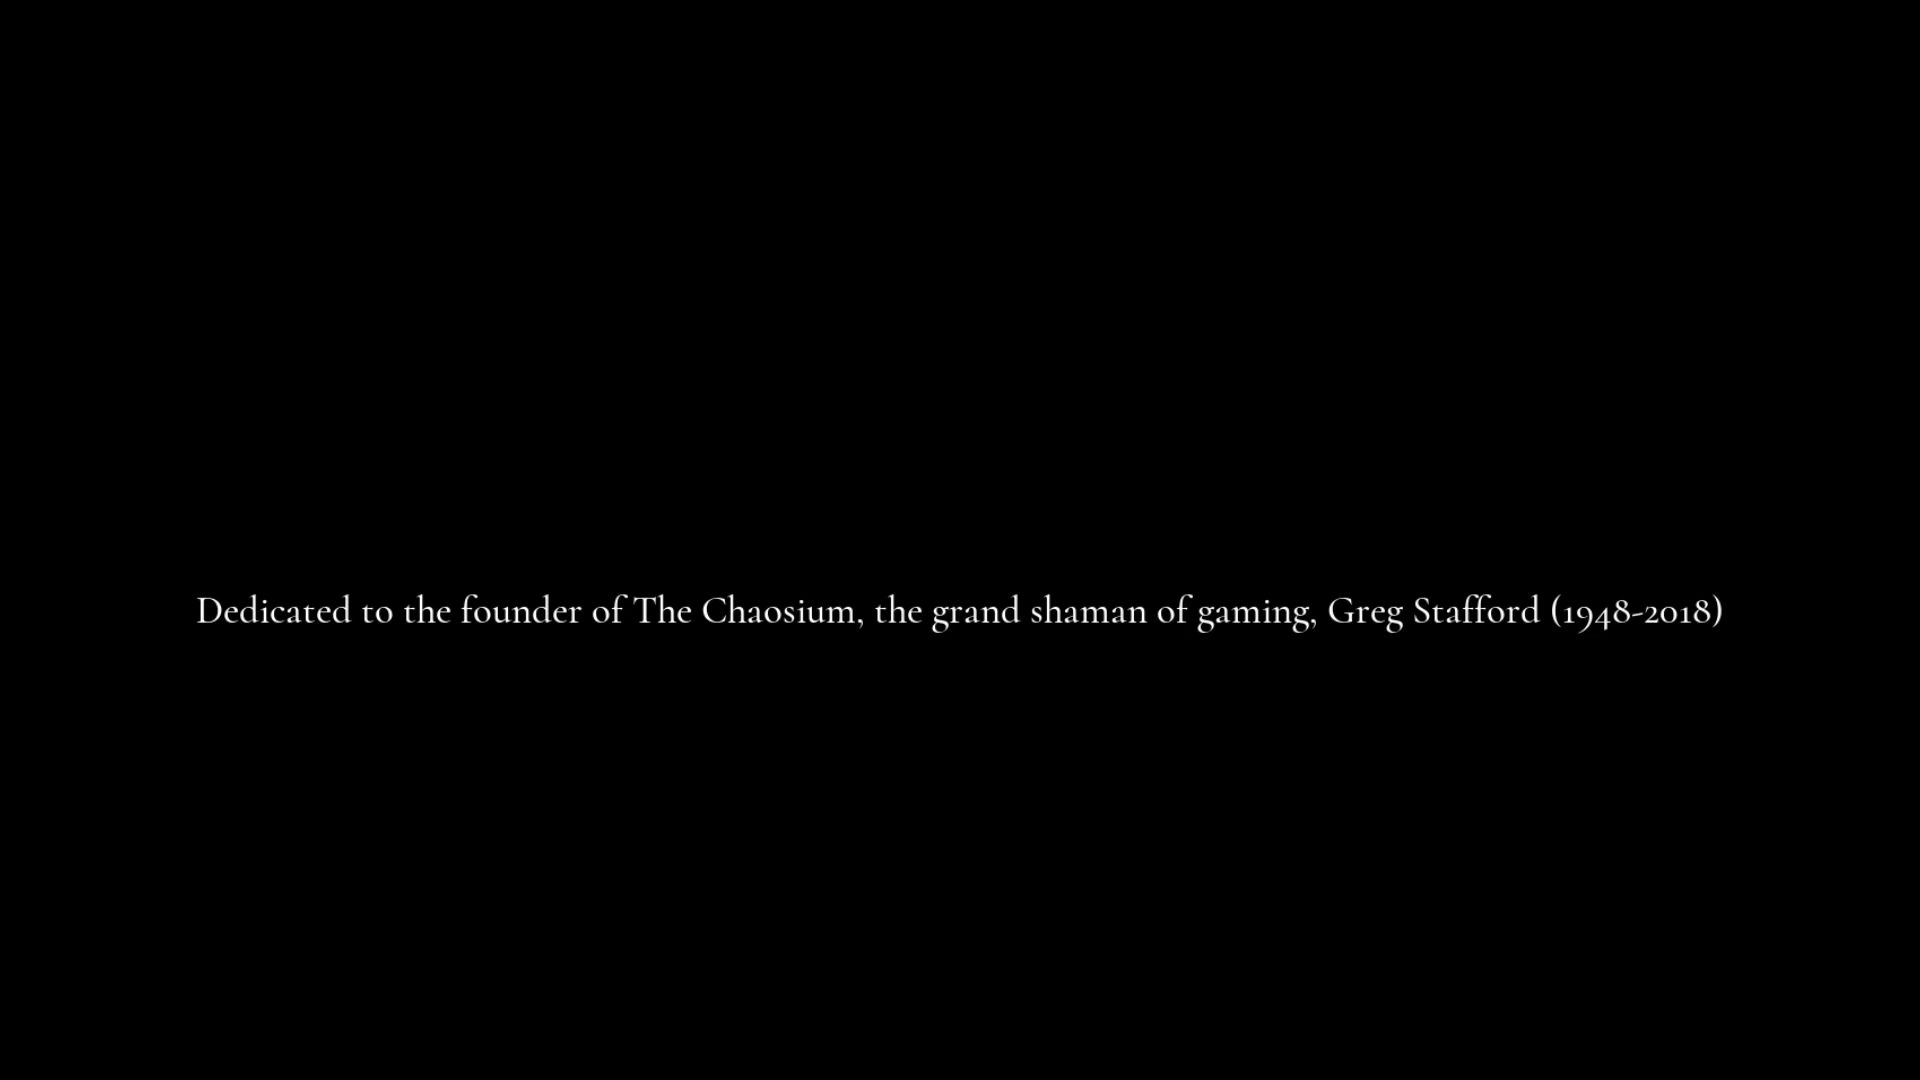 Dedicated to the founder of The Chaosium, the grand shaman of gaming, Greg Stafford (1948-2018)